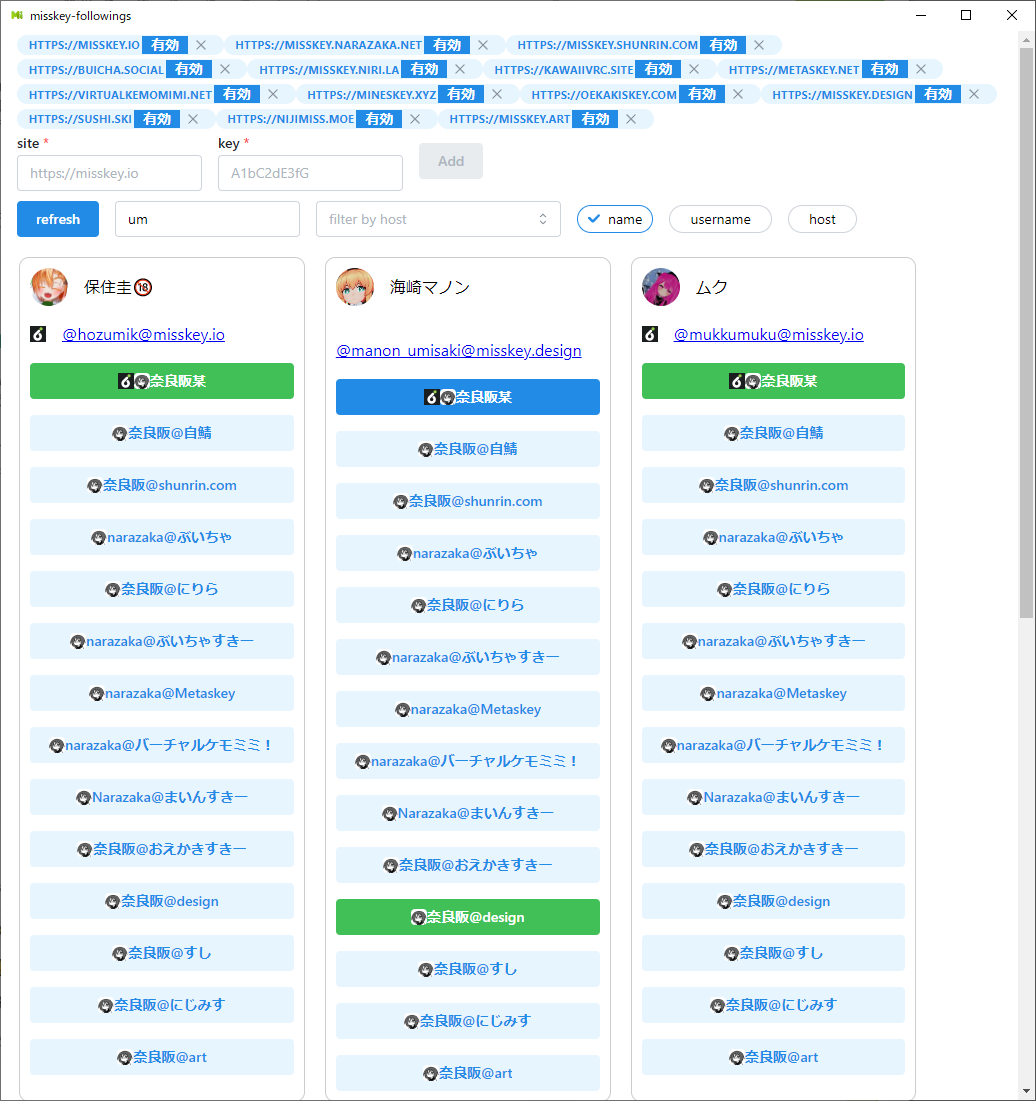 misskey-followings
HTTPS://MISSKEY.IO 有効 HTTPS://MISSKEY.NARAZAKA.NET 有効 HTTPS://MISSKEY.SHUNRIN.COM 有効
HTTPS://BUICHA.SOCIAL 有効 HTTPS://MISSKEY.NIRI.LA 有効 HTTPS://KAWAIIVRC.SITE 有効 HTTPS://METASKEY.NET 有効
HTTPS://VIRTUALKEMOMIMI.NET 有効 HTTPS://MINESKEY.XYZ 有効 HTTPS://OEKAKISKEY.COM 有効 HTTPS://MISSKEY.DESIGN 有効
HTTPS://SUSHI.SKI 有効 HTTPS://NIJIMISS.MOE 有効 HTTPS://MISSKEY.ART 有効
site * key *
https://misskey.io A1bC2dE3fG Add
refresh um filter by host name username host
保住圭🔞
@hozumik@misskey.io
奈良阪某
奈良阪@自鯖
奈良阪@shunrin.com
narazaka@ぶいちゃ
奈良阪@にりら
narazaka@ぶいちゃすきー
narazaka@Metaskey
narazaka@バーチャルケモミミ！
Narazaka@まいんすきー
奈良阪@おえかきすきー
奈良阪@design
奈良阪@すし
奈良阪@にじみす
奈良阪@art
海崎マノン
@manon_umisaki@misskey.design
奈良阪某
奈良阪@自鯖
奈良阪@shunrin.com
narazaka@ぶいちゃ
奈良阪@にりら
narazaka@ぶいちゃすきー
narazaka@Metaskey
narazaka@バーチャルケモミミ！
Narazaka@まいんすきー
奈良阪@おえかきすきー
奈良阪@design
奈良阪@すし
奈良阪@にじみす
奈良阪@art
ムク
@mukkumuku@misskey.io
奈良阪某
奈良阪@自鯖
奈良阪@shunrin.com
narazaka@ぶいちゃ
奈良阪@にりら
narazaka@ぶいちゃすきー
narazaka@Metaskey
narazaka@バーチャルケモミミ！
Narazaka@まいんすきー
奈良阪@おえかきすきー
奈良阪@design
奈良阪@すし
奈良阪@にじみす
奈良阪@art